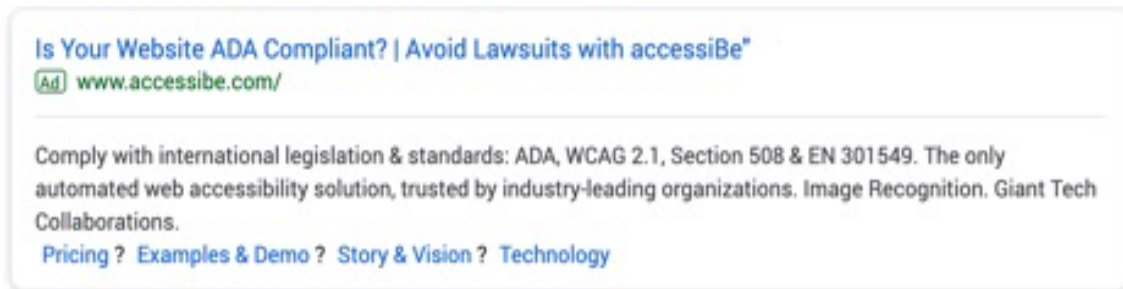 Is Your Website ADA Compliant? | Avoid Lawsuits with accessiBe"
Ad www.accessibe.com/
Comply with international legislation & standards: ADA, WCAG 2.1, Section 508 & EN 301549. The only
automated web accessibility solution, trusted by industry-leading organizations. Image Recognition. Giant Tech
Collaborations.
Pricing ? Examples & Demo ? Story & Vision ? Technology